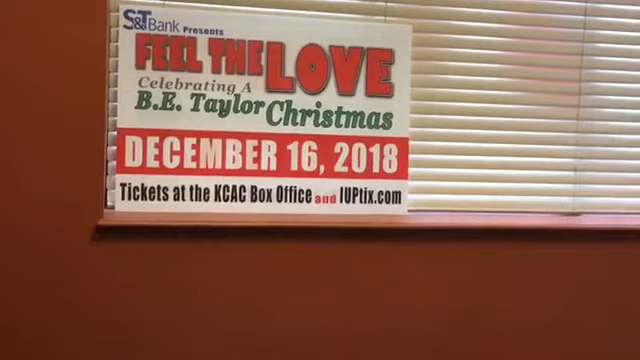 S&T Bank Presents
FEEL THE LOVE
Celebrating A
B.E. Taylor Christmas
DECEMBER 16, 2018
Tickets at the KCAC Box Office and IUPtix.com